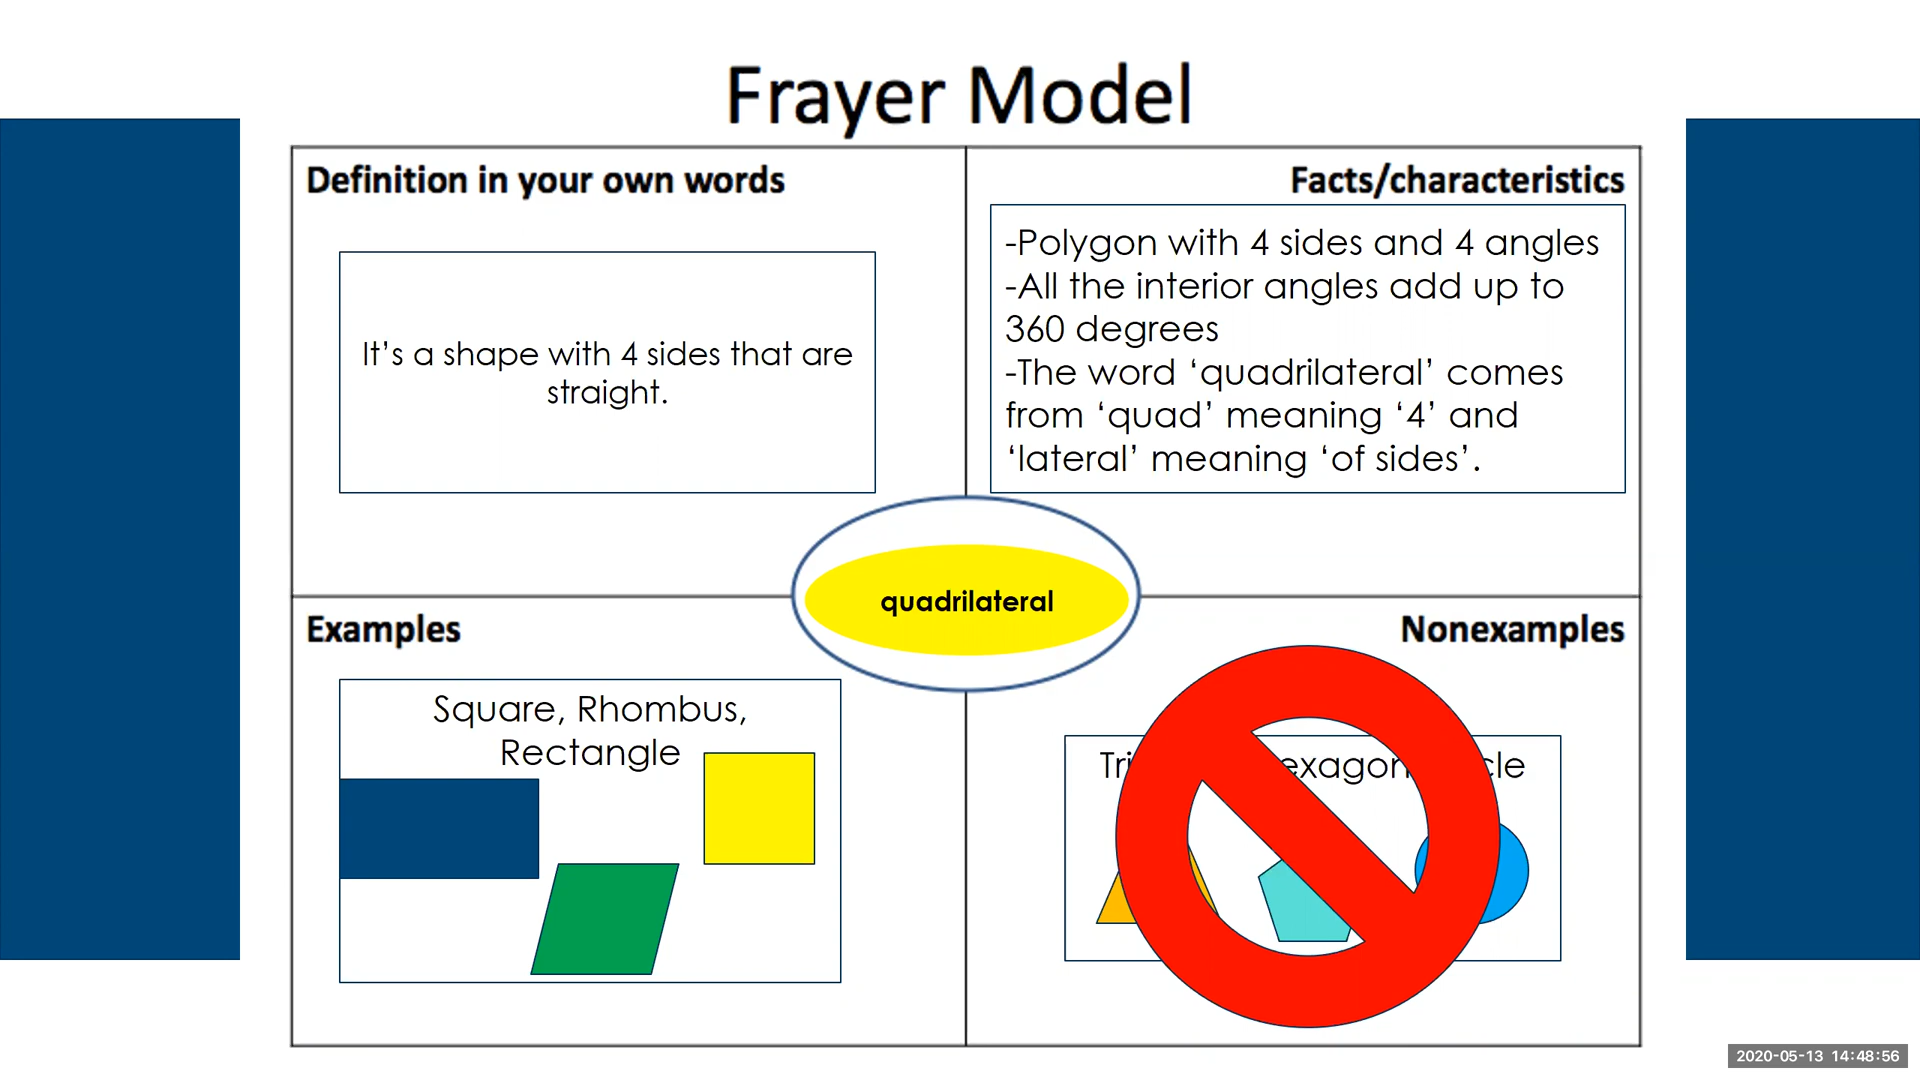 Frayer Model
Definition in your own words
It's a shape with 4 sides that are
straight.
Facts/characteristics
-Polygon with 4 sides and 4 angles
-All the interior angles add up to
360 degrees
-The word ‘quadrilateral’ comes
from ‘quad’ meaning ‘4’ and
‘lateral’ meaning ‘of sides’.
quadrilateral
Examples
Square, Rhombus,
Rectangle
Nonexamples
2020-05-13 14:48:56